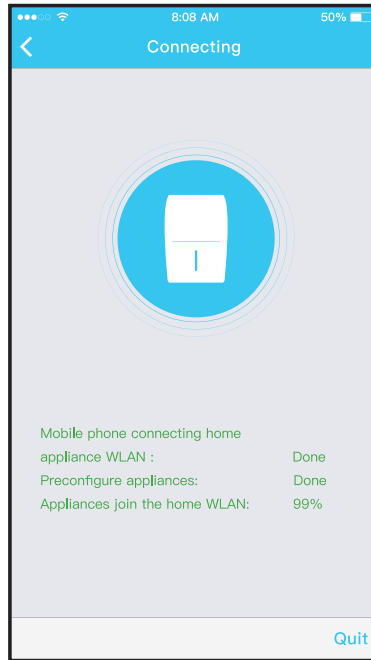 8:08 AM 50%
Connecting
Mobile phone connecting home
appliance WLAN : Done
Preconfigure appliances: Done
Appliances join the home WLAN: 99%
Quit